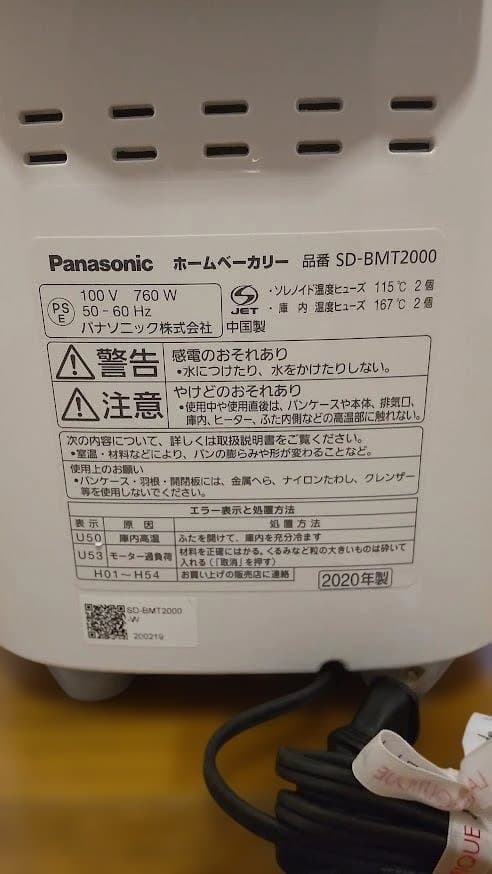 Panasonic ホームベーカリー 品番 SD-BMT2000
PS E
100 V 760 W
50 - 60 Hz
パナソニック株式会社
JET
中国製
・ソレノイド温度ヒューズ 115℃ 2個
・庫 内 温度ヒューズ 167℃ 2個
警告
感電のおそれあり
・水につけたり、水をかけたりしない。
注意
やけどのおそれあり
・使用中や使用直後は、パンケースや本体、排気口、
庫内、ヒーター、ふた内側などの高温部に触れない。
次の内容について、詳しくは取扱説明書をご覧ください。
・室温・材料などにより、パンの膨らみや形が変わることなど。
使用上のお願い
・パンケース・羽根・開閉板には、金属へら、ナイロンたわし、クレンザー
等を使用しないでください。
エラー表示と処置方法
表示 原因 処置方法
U50 庫内高温 ふたを開けて、庫内を充分冷ます
U53 モーター過負荷 材料を正確にはかる。くるみなど粒の大きいものは砕いて
入れる(「取消」を押す)
H01～H54 お買い上げの販売店に連絡
2020年製
SD-BMT2000
-W
200219